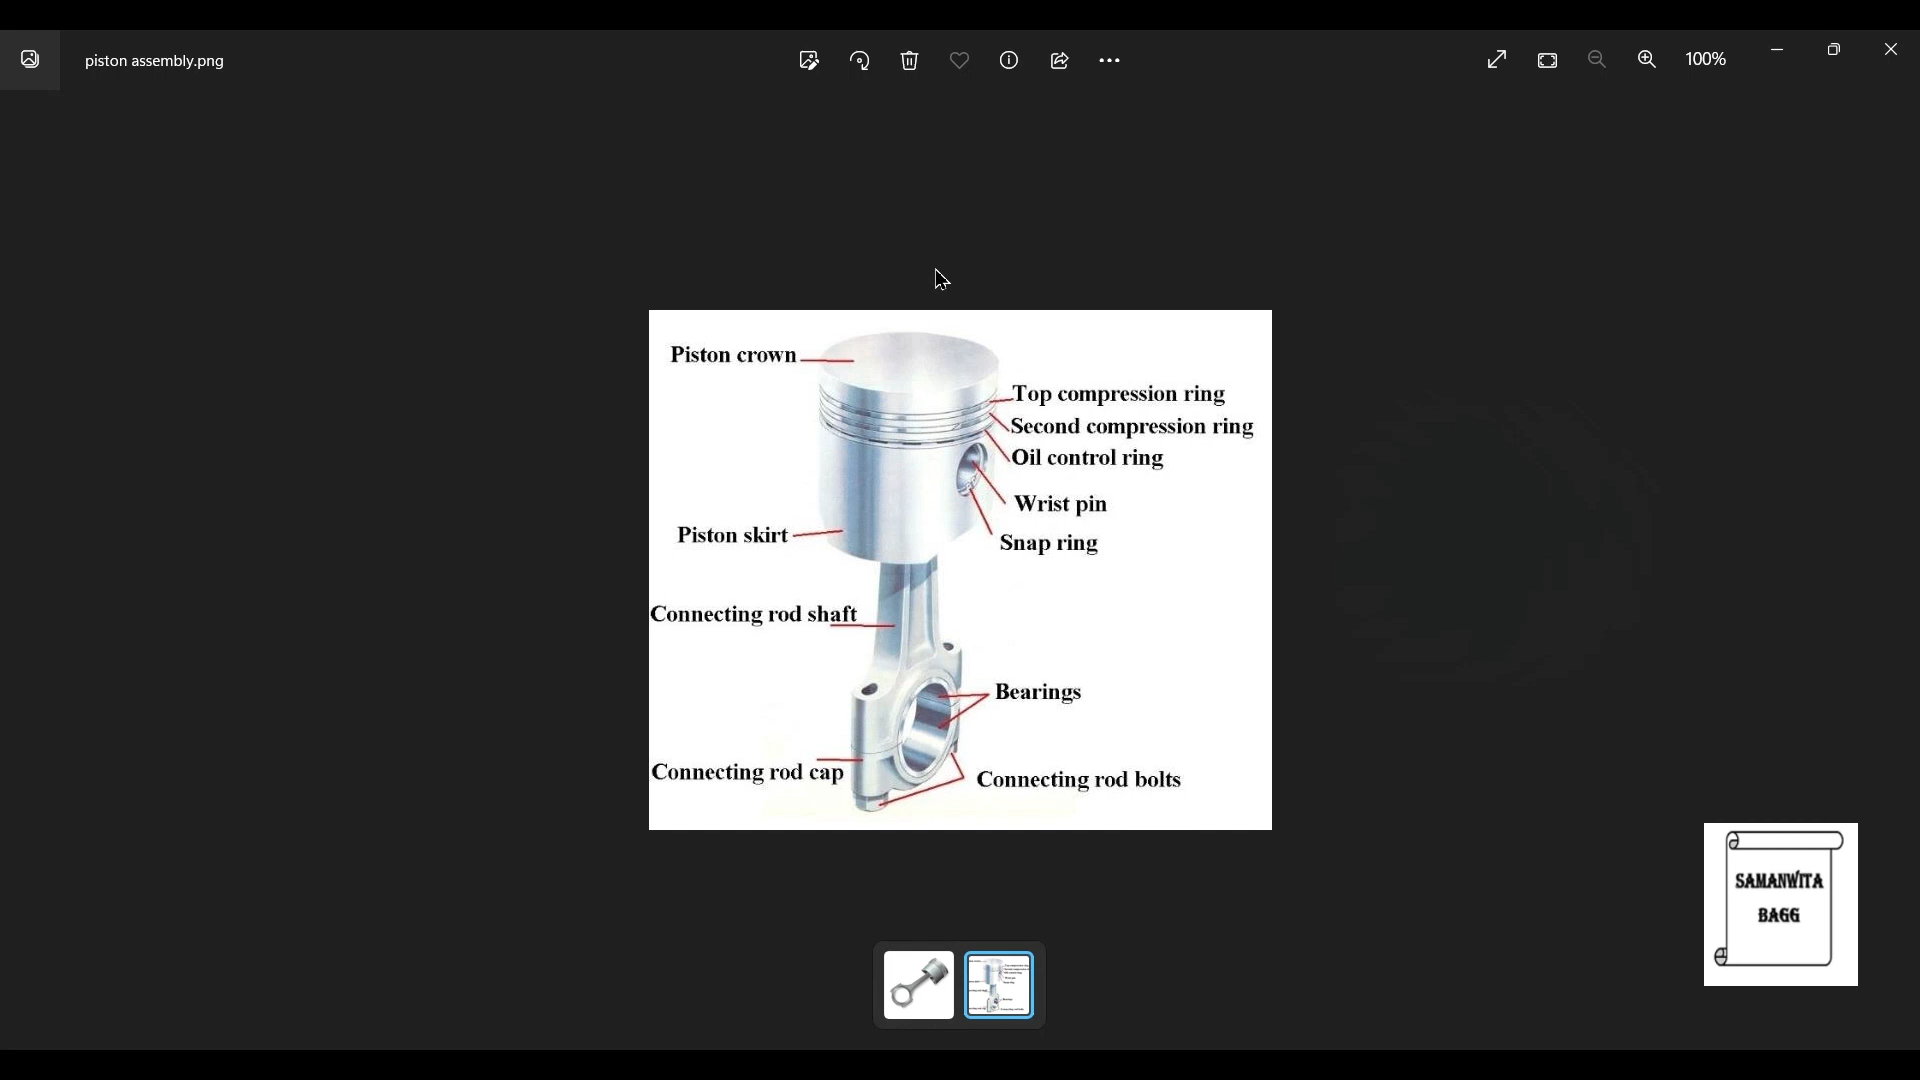 piston assembly.png
100%
Piston crown
Top compression ring
Second compression ring
Oil control ring
Wrist pin
Piston skirt
Snap ring
Connecting rod shaft
Bearings
Connecting rod cap
Connecting rod bolts
SAMANWITA
BAGG